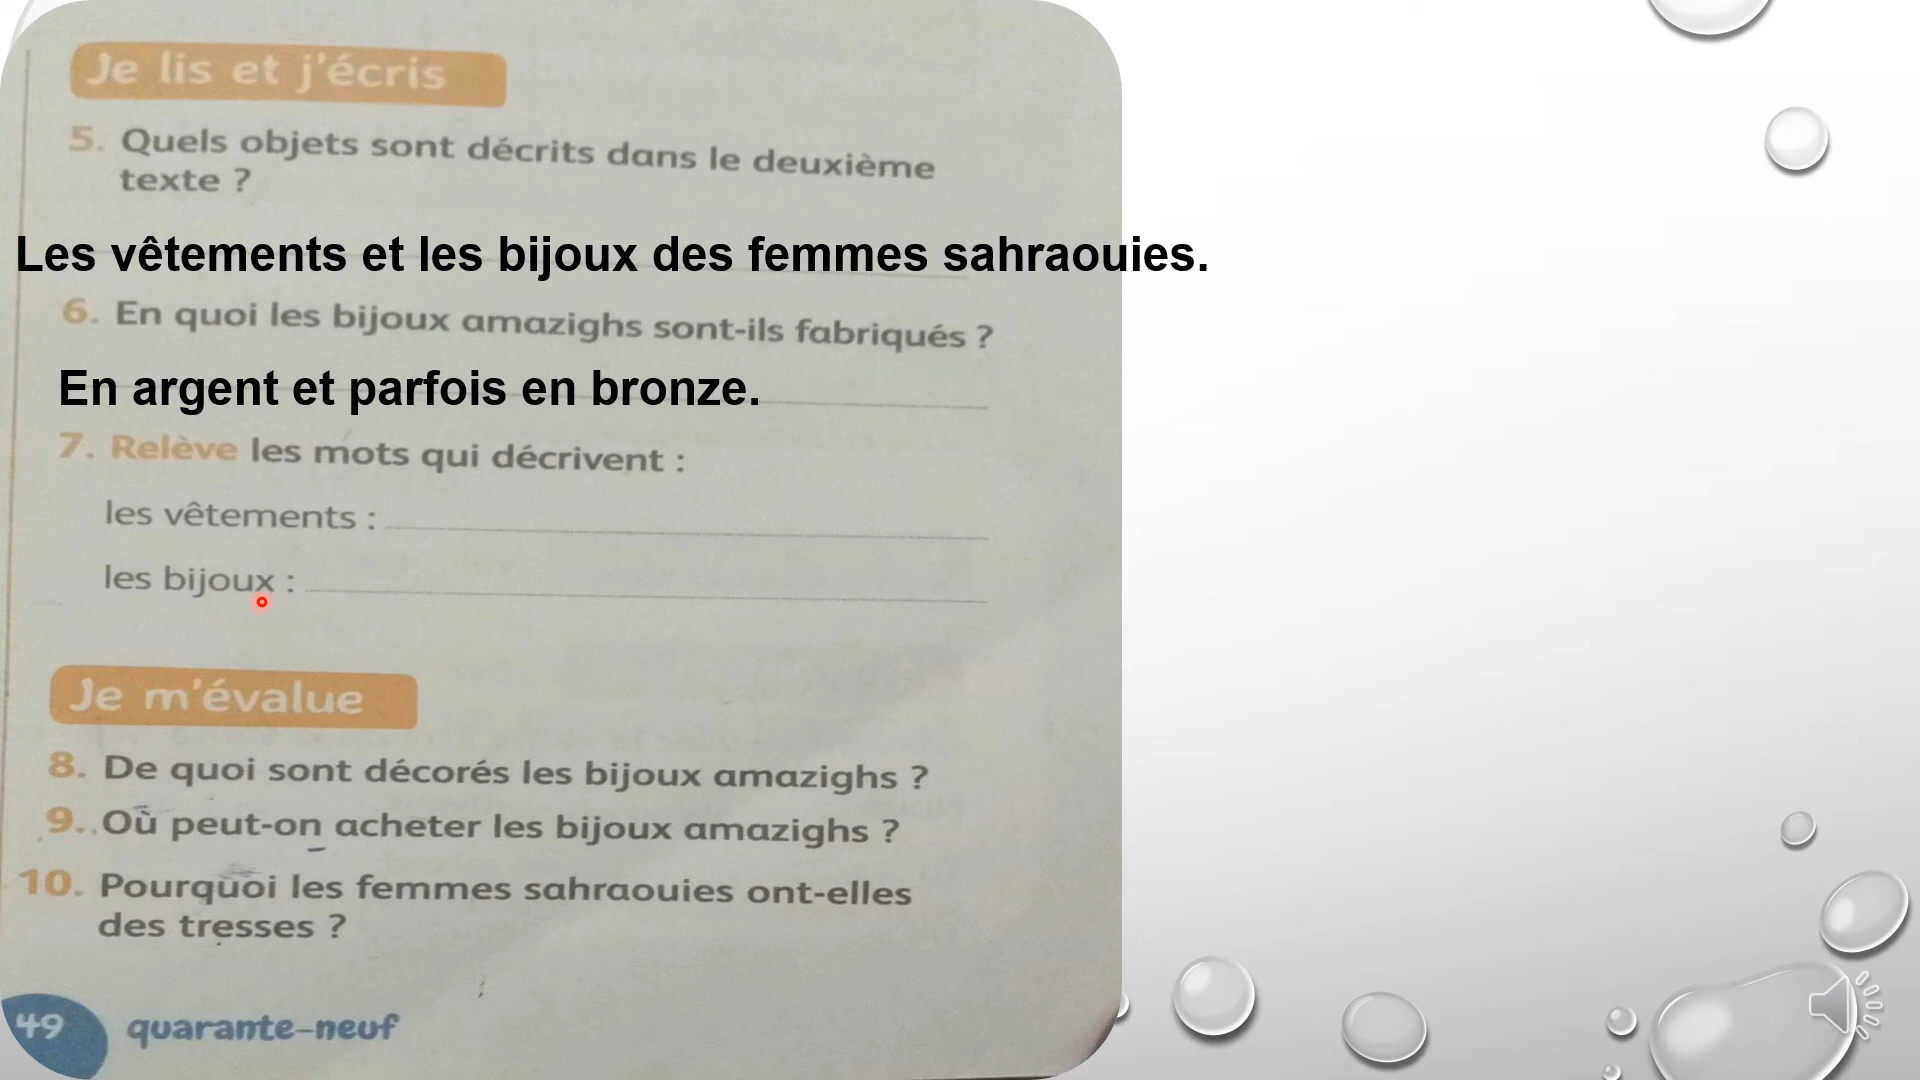 Je lis et j'écris
5. Quels objets sont décrits dans le deuxième
texte ?
Les vêtements et les bijoux des femmes sahraouies.
6. En quoi les bijoux amazighs sont-ils fabriqués ?
En argent et parfois en bronze.
7. Relève les mots qui décrivent :
les vêtements :
les bijoux :
Je m'évalue
8. De quoi sont décorés les bijoux amazighs ?
9. Où peut-on acheter les bijoux amazighs ?
10. Pourquoi les femmes sahraouies ont-elles
des tresses ?
49 quarante-neuf